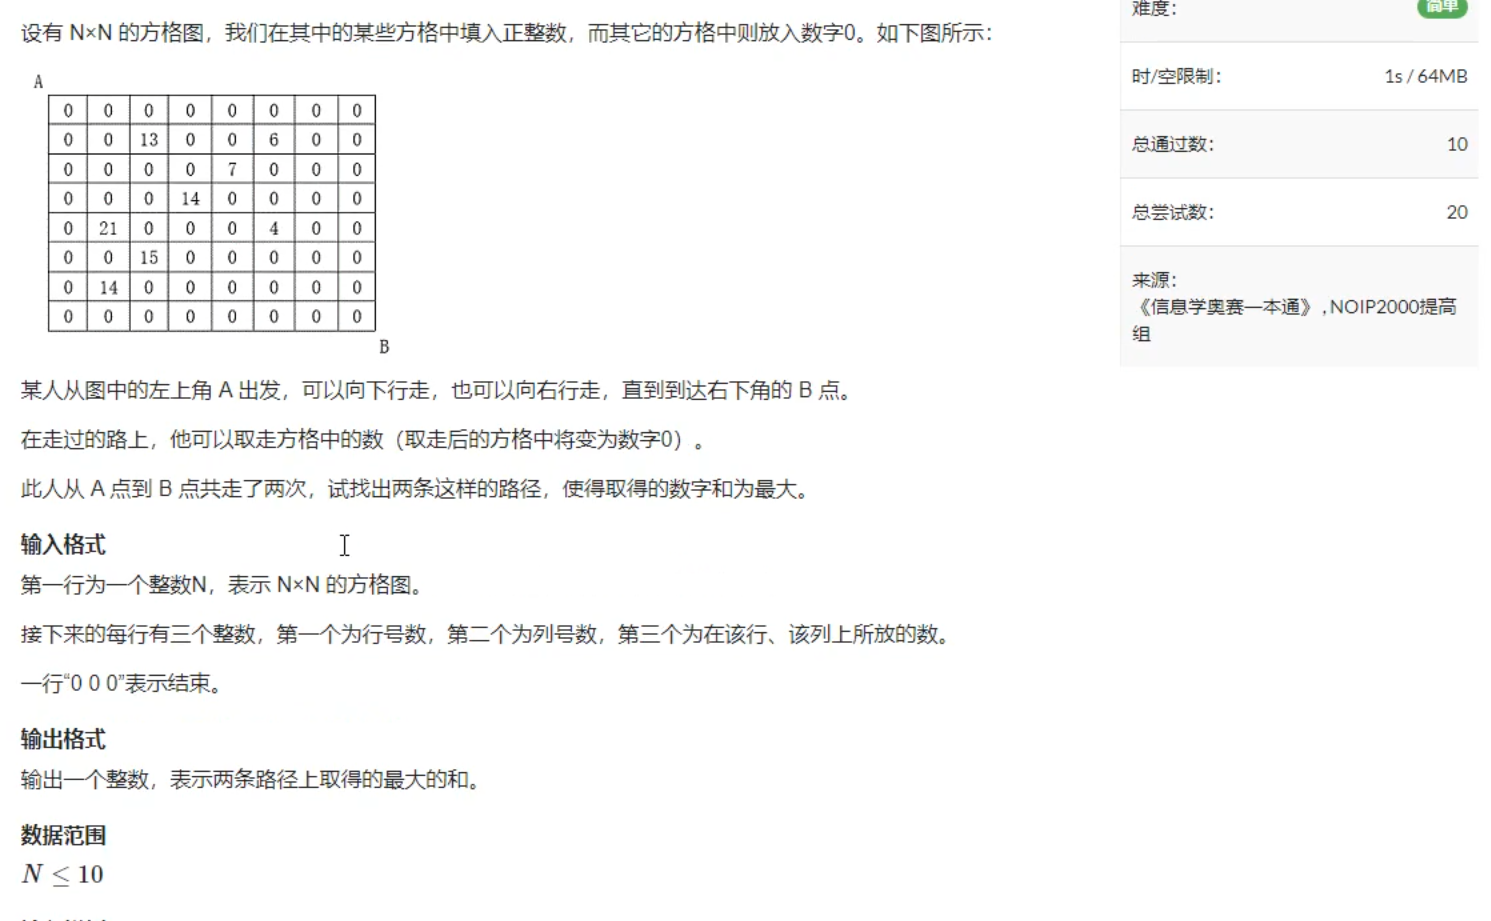 设有 N×N 的方格图，我们在其中的某些方格中填入正整数，而其它的方格中则放入数字0。如下图所示：
A
0 0 0 0 0 0 0 0
0 0 13 0 0 6 0 0
0 0 0 0 7 0 0 0
0 0 0 14 0 0 0 0
0 21 0 0 0 4 0 0
0 0 15 0 0 0 0 0
0 14 0 0 0 0 0 0
0 0 0 0 0 0 0 0
B
某人从图中的左上角 A 出发，可以向下行走，也可以向右行走，直到到达右下角的 B 点。
在走过的路上，他可以取走方格中的数（取走后的方格中将变为数字0）。
此人从 A 点到 B 点共走了两次，试找出两条这样的路径，使得取得的数字和为最大。
输入格式
第一行为一个整数N，表示 N×N 的方格图。
接下来的每行有三个整数，第一个为行号数，第二个为列号数，第三个为在该行、该列上所放的数。
一行“0 0 0”表示结束。
输出格式
输出一个整数，表示两条路径上取得的最大的和。
数据范围
N ≤ 10
难度： 简单
时/空限制： 1s / 64MB
总通过数： 10
总尝试数： 20
来源：
《信息学奥赛一本通》,NOIP2000提高
组